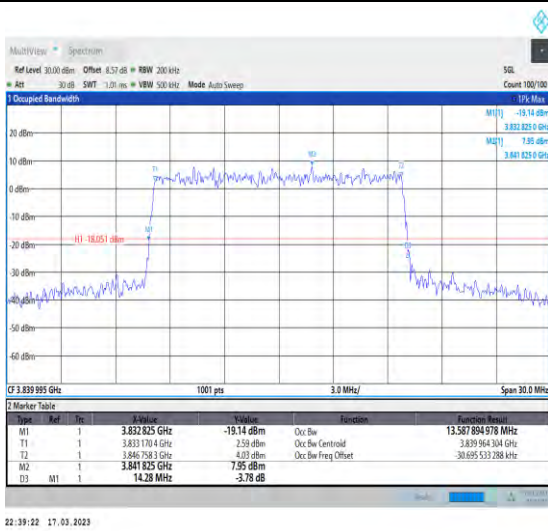 MultiView Spectrum
Ref Level 30.00 dBm Offset 8.57 dB RBW 200 kHz SGL
Att 30 dB SWT 1.01 ms VBW 500 kHz Mode Auto Sweep Count 100/100
1 Occupied Bandwidth 1Pk Max
M1[1] -19.14 dBm
3.832 825 0 GHz
M2[1] 7.95 dBm
3.841 825 0 GHz
20 dBm
10 dBm
T1 M2
0 dBm
-10 dBm
M1
H1 -18.051 dBm
-20 dBm
-30 dBm
-40 dBm
-50 dBm
-60 dBm
CF 3.839 995 GHz 1001 pts 3.0 MHz/ Span 30.0 MHz
2 Marker Table
Type Ref Trc X-Value Y-Value Function Function Result
M1 1 3.832 825 GHz -19.14 dBm Occ Bw 13.587 894 978 MHz
T1 1 3.833 170 4 GHz 2.59 dBm Occ Bw Centroid 3.839 964 304 GHz
T2 1 3.846 758 3 GHz 4.03 dBm Occ Bw Freq Offset -30.695 533 288 kHz
M2 1 3.841 825 GHz 7.95 dBm
D3 M1 1 14.28 MHz -3.78 dB
22:39:22 17.03.2023